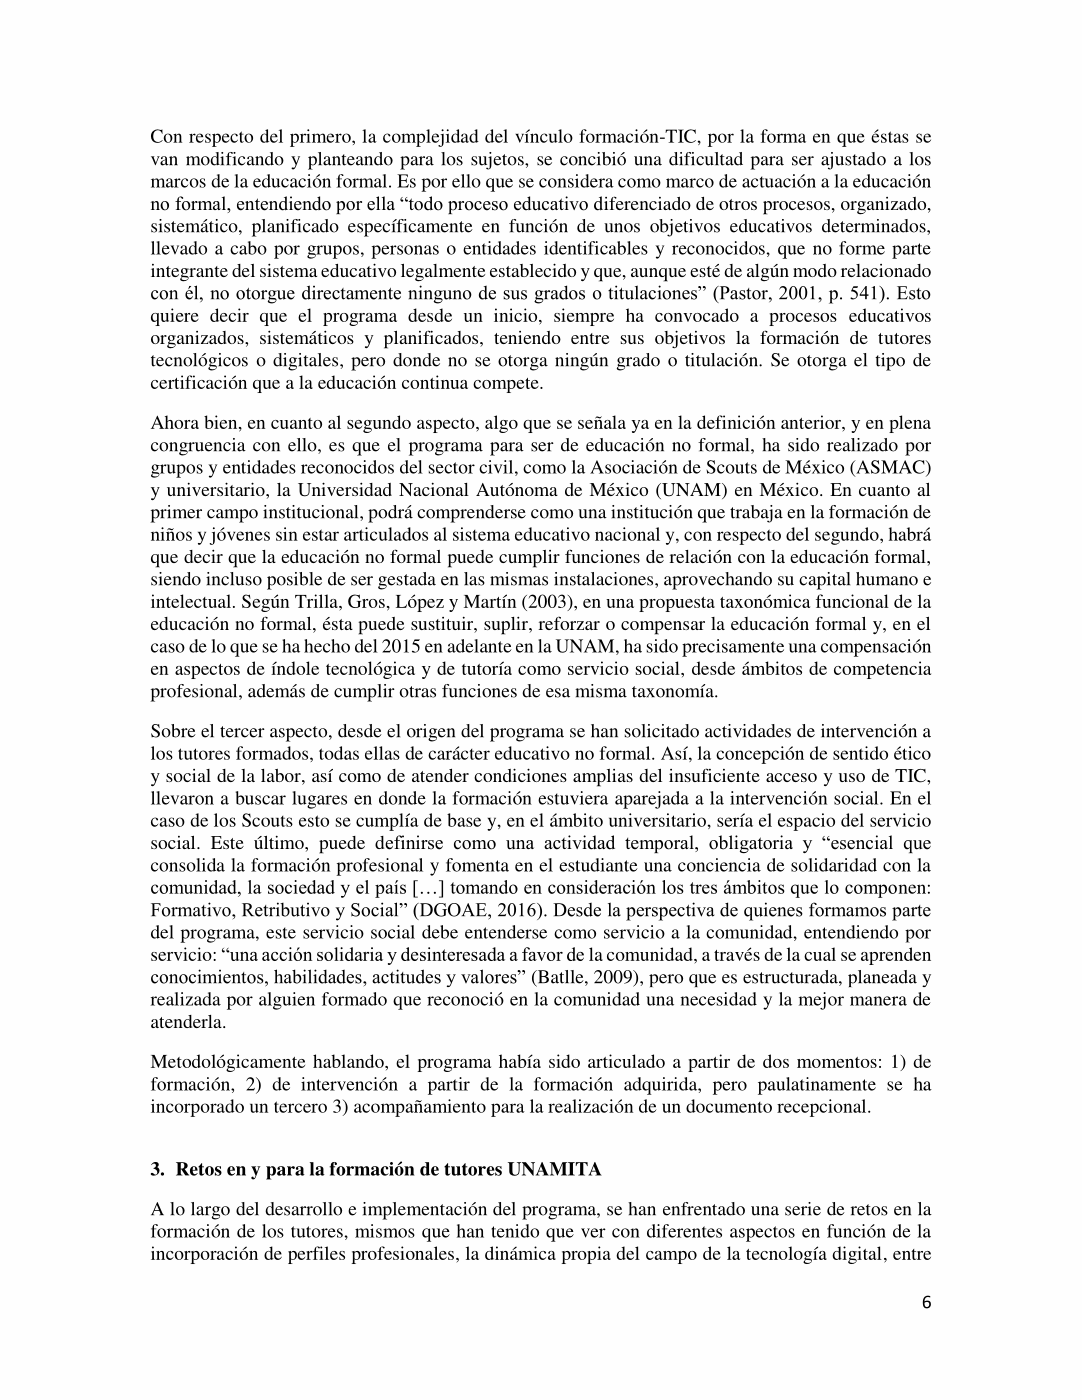 Con respecto del primero, la complejidad del vínculo formación-TIC, por la forma en que éstas se
van modificando y planteando para los sujetos, se concibió una dificultad para ser ajustado a los
marcos de la educación formal. Es por ello que se considera como marco de actuación a la educación
no formal, entendiendo por ella “todo proceso educativo diferenciado de otros procesos, organizado,
sistemático, planificado específicamente en función de unos objetivos educativos determinados,
llevado a cabo por grupos, personas o entidades identificables y reconocidos, que no forme parte
integrante del sistema educativo legalmente establecido y que, aunque esté de algún modo relacionado
con él, no otorgue directamente ninguno de sus grados o titulaciones” (Pastor, 2001, p. 541). Esto
quiere decir que el programa desde un inicio, siempre ha convocado a procesos educativos
organizados, sistemáticos y planificados, teniendo entre sus objetivos la formación de tutores
tecnológicos o digitales, pero donde no se otorga ningún grado o titulación. Se otorga el tipo de
certificación que a la educación continua compete.
Ahora bien, en cuanto al segundo aspecto, algo que se señala ya en la definición anterior, y en plena
congruencia con ello, es que el programa para ser de educación no formal, ha sido realizado por
grupos y entidades reconocidos del sector civil, como la Asociación de Scouts de México (ASMAC)
y universitario, la Universidad Nacional Autónoma de México (UNAM) en México. En cuanto al
primer campo institucional, podrá comprenderse como una institución que trabaja en la formación de
niños y jóvenes sin estar articulados al sistema educativo nacional y, con respecto del segundo, habrá
que decir que la educación no formal puede cumplir funciones de relación con la educación formal,
siendo incluso posible de ser gestada en las mismas instalaciones, aprovechando su capital humano e
intelectual. Según Trilla, Gros, López y Martín (2003), en una propuesta taxonómica funcional de la
educación no formal, ésta puede sustituir, suplir, reforzar o compensar la educación formal y, en el
caso de lo que se ha hecho del 2015 en adelante en la UNAM, ha sido precisamente una compensación
en aspectos de índole tecnológica y de tutoría como servicio social, desde ámbitos de competencia
profesional, además de cumplir otras funciones de esa misma taxonomía.
Sobre el tercer aspecto, desde el origen del programa se han solicitado actividades de intervención a
los tutores formados, todas ellas de carácter educativo no formal. Así, la concepción de sentido ético
y social de la labor, así como de atender condiciones amplias del insuficiente acceso y uso de TIC,
llevaron a buscar lugares en donde la formación estuviera aparejada a la intervención social. En el
caso de los Scouts esto se cumplía de base y, en el ámbito universitario, sería el espacio del servicio
social. Este último, puede definirse como una actividad temporal, obligatoria y “esencial que
consolida la formación profesional y fomenta en el estudiante una conciencia de solidaridad con la
comunidad, la sociedad y el país […] tomando en consideración los tres ámbitos que lo componen:
Formativo, Retributivo y Social” (DGOAE, 2016). Desde la perspectiva de quienes formamos parte
del programa, este servicio social debe entenderse como servicio a la comunidad, entendiendo por
servicio: “una acción solidaria y desinteresada a favor de la comunidad, a través de la cual se aprenden
conocimientos, habilidades, actitudes y valores” (Batlle, 2009), pero que es estructurada, planeada y
realizada por alguien formado que reconoció en la comunidad una necesidad y la mejor manera de
atenderla.
Metodológicamente hablando, el programa había sido articulado a partir de dos momentos: 1) de
formación, 2) de intervención a partir de la formación adquirida, pero paulatinamente se ha
incorporado un tercero 3) acompañamiento para la realización de un documento recepcional.
3. Retos en y para la formación de tutores UNAMITA
A lo largo del desarrollo e implementación del programa, se han enfrentado una serie de retos en la
formación de los tutores, mismos que han tenido que ver con diferentes aspectos en función de la
incorporación de perfiles profesionales, la dinámica propia del campo de la tecnología digital, entre
6